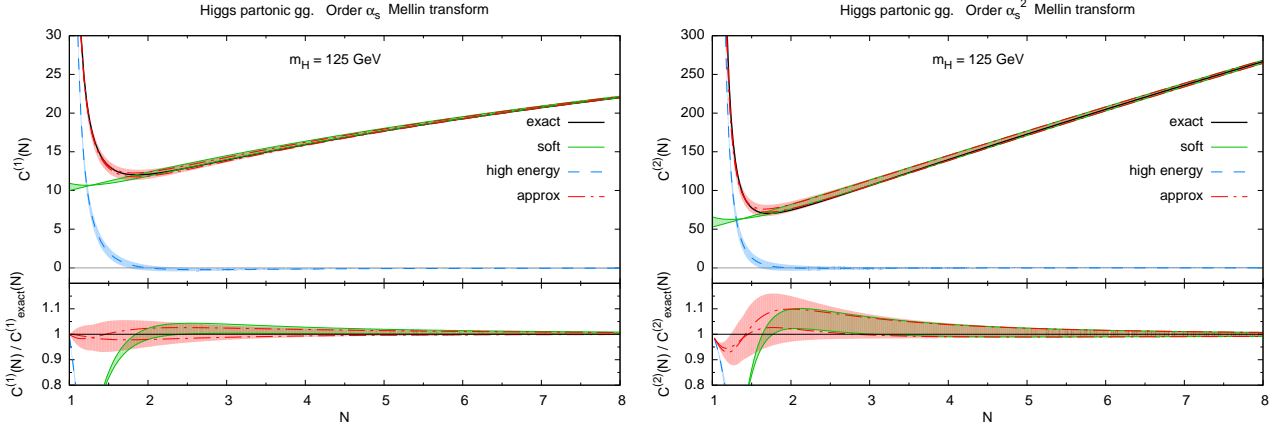 Higgs partonic gg. Order αs Mellin transform
30
25
20
15
10
5
0
C(1)(N)
mH = 125 GeV
exact
soft
high energy
approx
1.1
1
0.9
0.8
C(1)(N) / C(1)exact(N)
1 2 3 4 5 6 7 8
N
Higgs partonic gg. Order αs^2 Mellin transform
300
250
200
150
100
50
0
C(2)(N)
mH = 125 GeV
exact
soft
high energy
approx
1.1
1
0.9
0.8
C(2)(N) / C(2)exact(N)
1 2 3 4 5 6 7 8
N